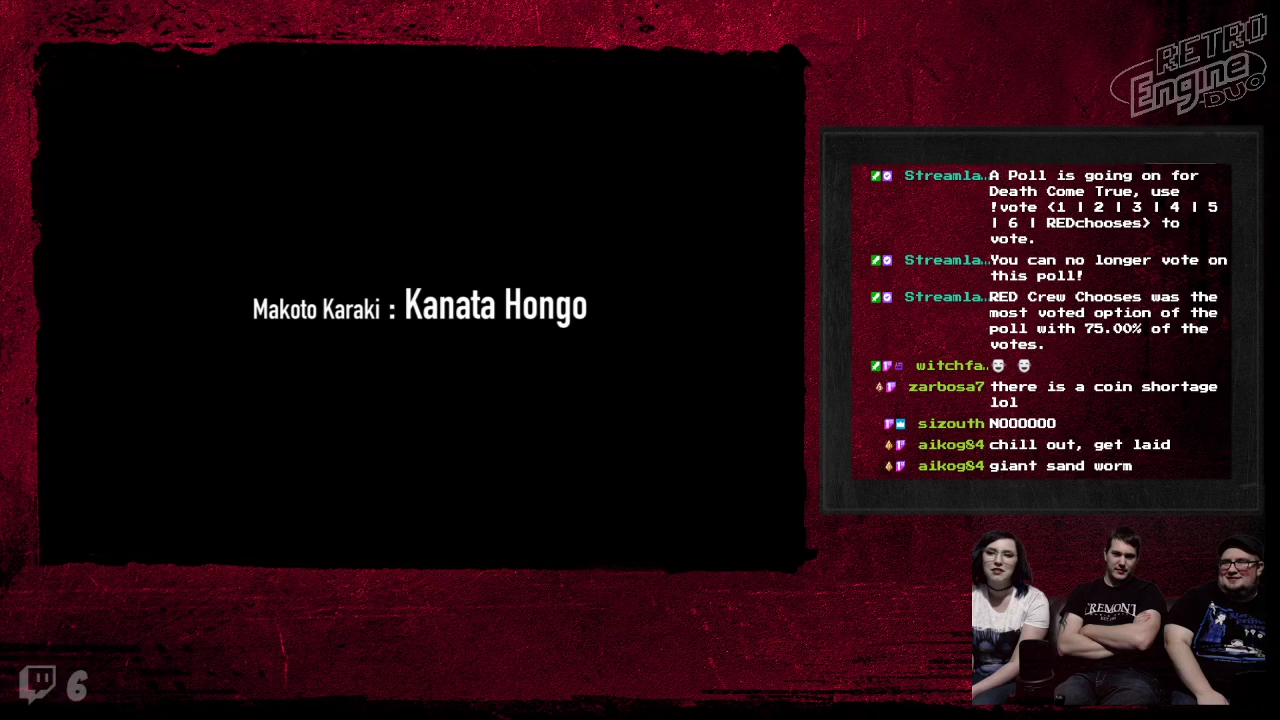 RETRO
Engine
DUO
Makoto Karaki : Kanata Hongo
Streamla..A Poll is going on for
Death Come True, use
!vote <1 | 2 | 3 | 4 | 5
| 6 | REDchooses> to
vote.
Streamla..You can no longer vote on
this poll!
Streamla..RED Crew Chooses was the
most voted option of the
poll with 75.00% of the
votes.
witchfa..
zarbosa7 there is a coin shortage
lol
sizouth NOOOOOO
aikog84 chill out, get laid
aikog84 giant sand worm
CREMONT
6